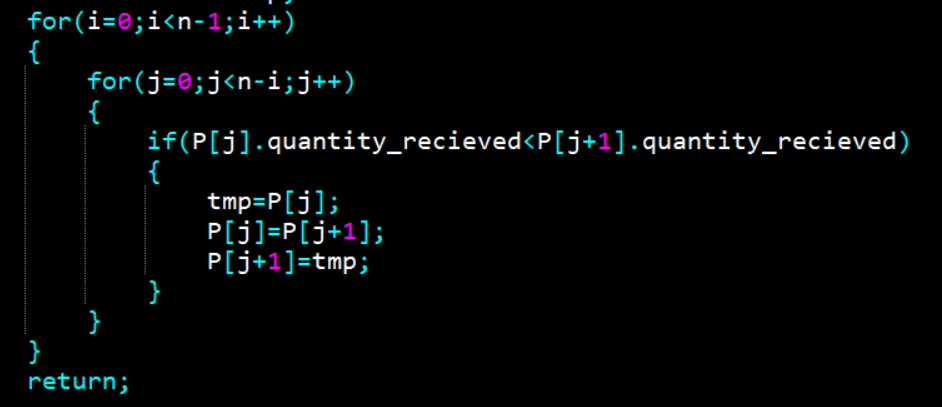 for(i=0;i<n-1;i++)
{
for(j=0;j<n-i;j++)
{
if(P[j].quantity_recieved<P[j+1].quantity_recieved)
{
tmp=P[j];
P[j]=P[j+1];
P[j+1]=tmp;
}
}
}
return;